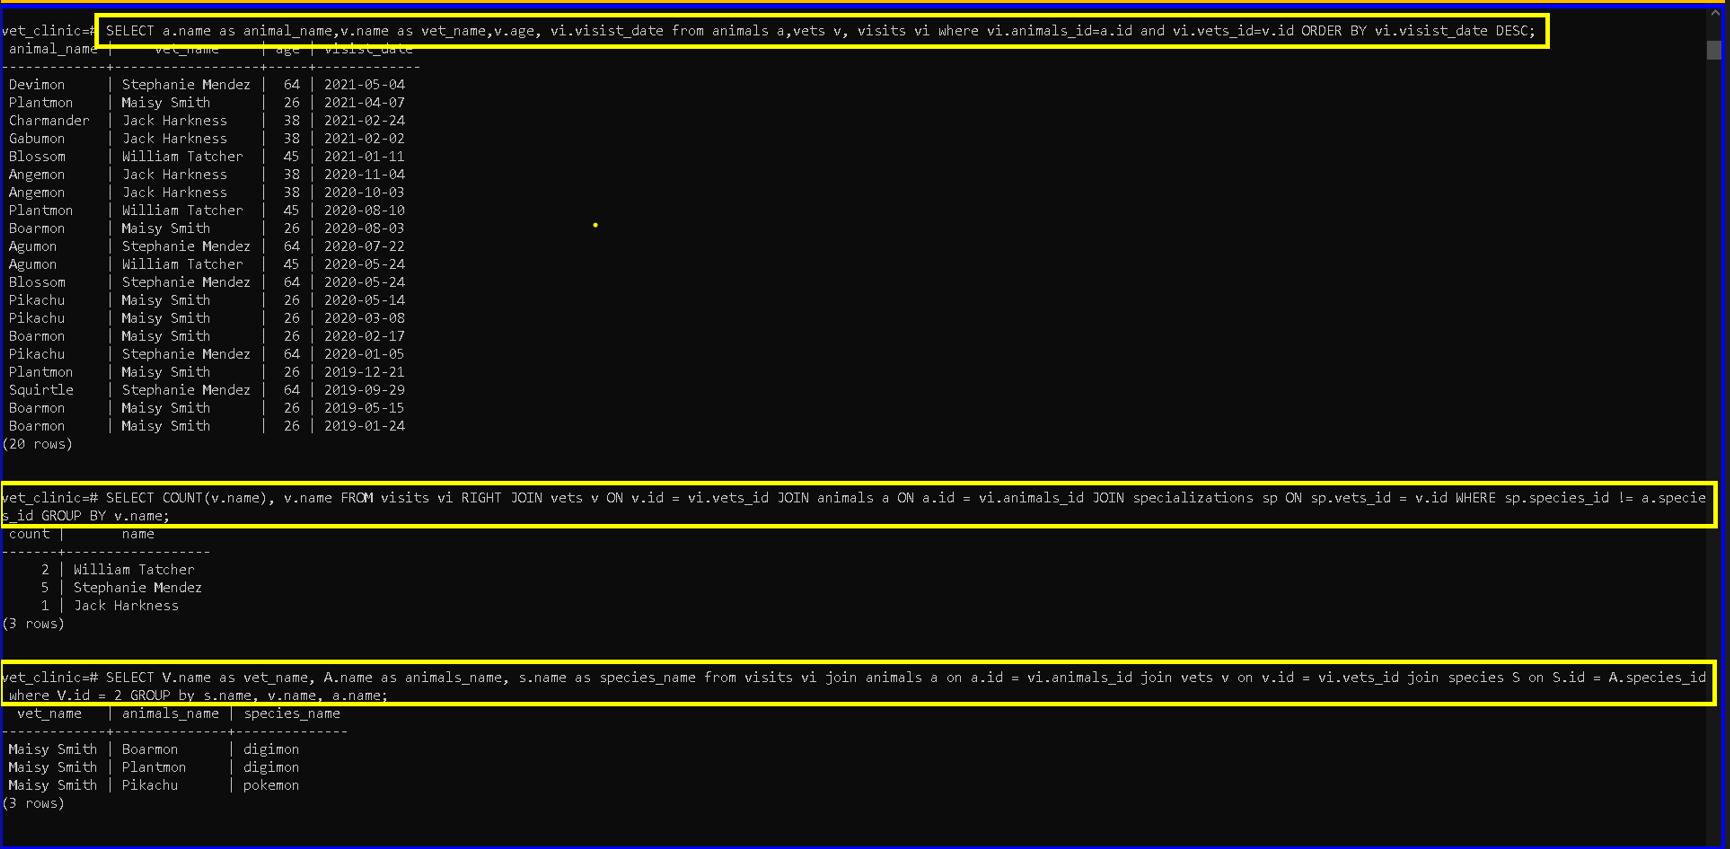 vet_clinic=# SELECT a.name as animal_name,v.name as vet_name,v.age, vi.visist_date from animals a,vets v, visits vi where vi.animals_id=a.id and vi.vets_id=v.id ORDER BY vi.visist_date DESC;
animal_name | vet_name | age | visist_date
-------------+------------------+-----+-------------
Devimon | Stephanie Mendez | 64 | 2021-05-04
Plantmon | Maisy Smith | 26 | 2021-04-07
Charmander | Jack Harkness | 38 | 2021-02-24
Gabumon | Jack Harkness | 38 | 2021-02-02
Blossom | William Tatcher | 45 | 2021-01-11
Angemon | Jack Harkness | 38 | 2020-11-04
Angemon | Jack Harkness | 38 | 2020-10-03
Plantmon | William Tatcher | 45 | 2020-08-10
Boarmon | Maisy Smith | 26 | 2020-08-03
Agumon | Stephanie Mendez | 64 | 2020-07-22
Agumon | William Tatcher | 45 | 2020-05-24
Blossom | Stephanie Mendez | 64 | 2020-05-24
Pikachu | Maisy Smith | 26 | 2020-05-14
Pikachu | Maisy Smith | 26 | 2020-03-08
Boarmon | Maisy Smith | 26 | 2020-02-17
Pikachu | Stephanie Mendez | 64 | 2020-01-05
Plantmon | Maisy Smith | 26 | 2019-12-21
Squirtle | Stephanie Mendez | 64 | 2019-09-29
Boarmon | Maisy Smith | 26 | 2019-05-15
Boarmon | Maisy Smith | 26 | 2019-01-24
(20 rows)
vet_clinic=# SELECT COUNT(v.name), v.name FROM visits vi RIGHT JOIN vets v ON v.id = vi.vets_id JOIN animals a ON a.id = vi.animals_id JOIN specializations sp ON sp.vets_id = v.id WHERE sp.species_id != a.specie
s_id GROUP BY v.name;
count | name
-------+------------------
2 | William Tatcher
5 | Stephanie Mendez
1 | Jack Harkness
(3 rows)
vet_clinic=# SELECT V.name as vet_name, A.name as animals_name, s.name as species_name from visits vi join animals a on a.id = vi.animals_id join vets v on v.id = vi.vets_id join species S on S.id = A.species_id
where V.id = 2 GROUP by s.name, v.name, a.name;
vet_name | animals_name | species_name
-------------+--------------+--------------
Maisy Smith | Boarmon | digimon
Maisy Smith | Plantmon | digimon
Maisy Smith | Pikachu | pokemon
(3 rows)